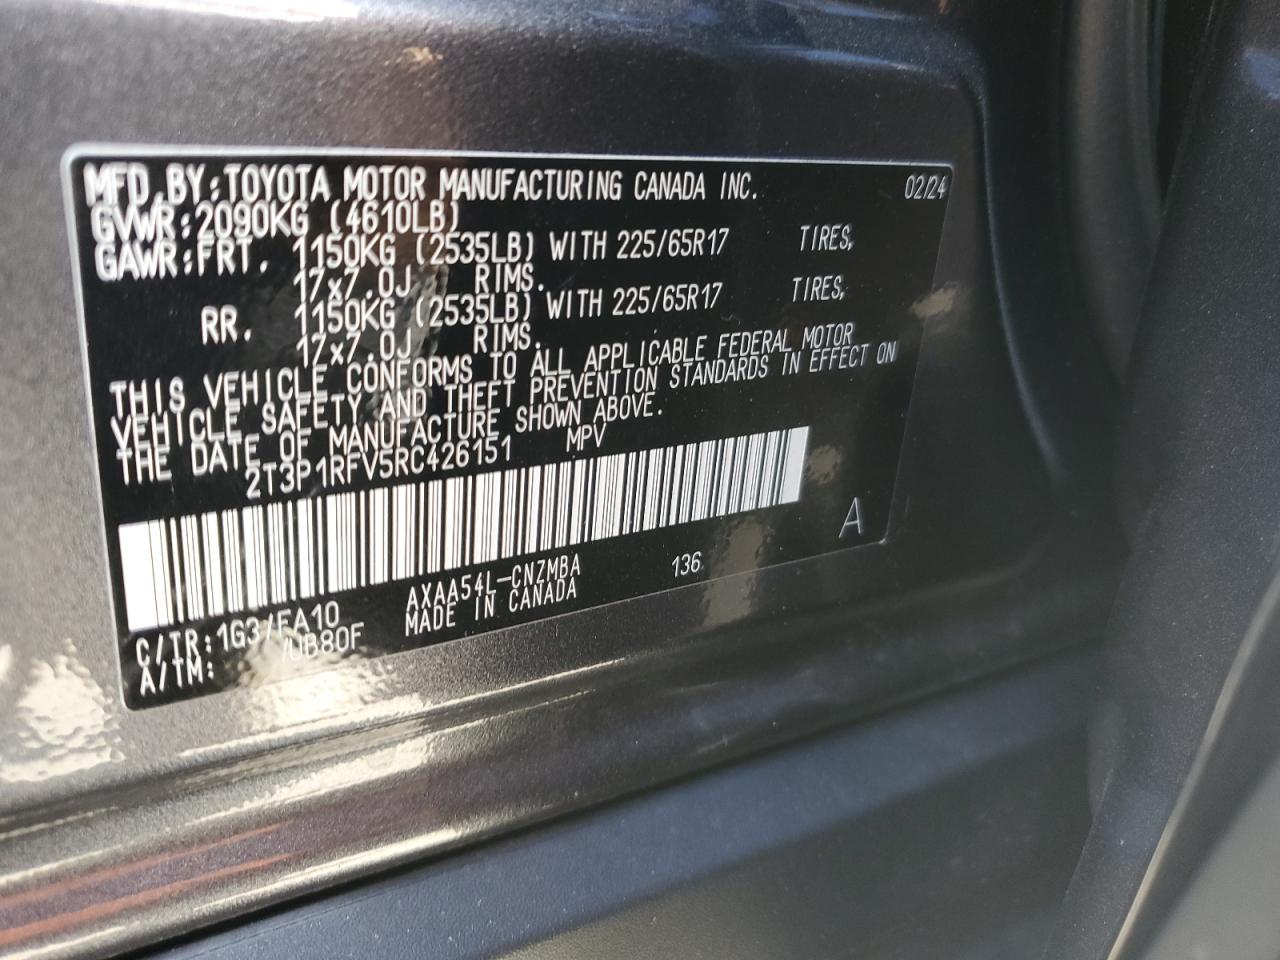 MFD.BY:TOYOTA MOTOR MANUFACTURING CANADA INC. 02/24
GVWR:2090KG (4610LB)
GAWR:FRT. 1150KG (2535LB) WITH 225/65R17 TIRES,
17x7.0J RIMS.
RR. 1150KG (2535LB) WITH 225/65R17 TIRES,
17x7.0J RIMS.
THIS VEHICLE CONFORMS TO ALL APPLICABLE FEDERAL MOTOR
VEHICLE SAFETY AND THEFT PREVENTION STANDARDS IN EFFECT ON
THE DATE OF MANUFACTURE SHOWN ABOVE.
2T3P1RFV5RC426151 MPV
A
C/TR:1G3/FA10 AXAA54L-CNZMBA 136
A/TM: /UB80F MADE IN CANADA